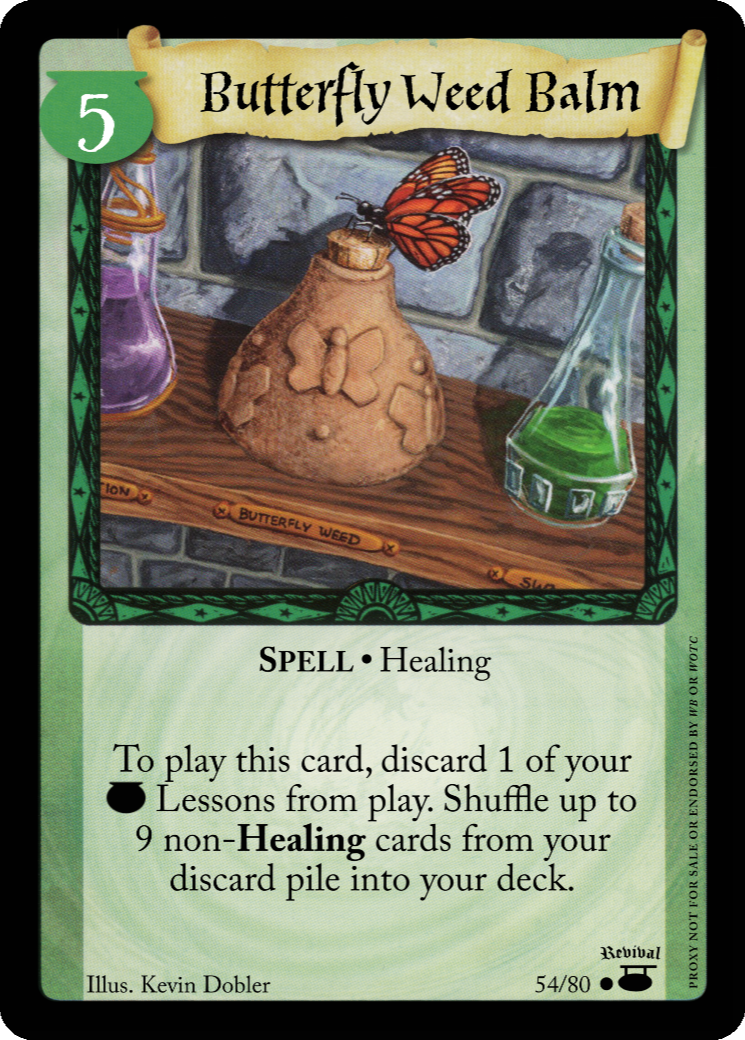 5
Butterfly Weed Balm
TION
BUTTERFLY WEED
SPELL • Healing
To play this card, discard 1 of your
Lessons from play. Shuffle up to
9 non-Healing cards from your
discard pile into your deck.
Illus. Kevin Dobler
Revival
54/80
PROXY NOT FOR SALE OR ENDORSED BY WB OR WOTC